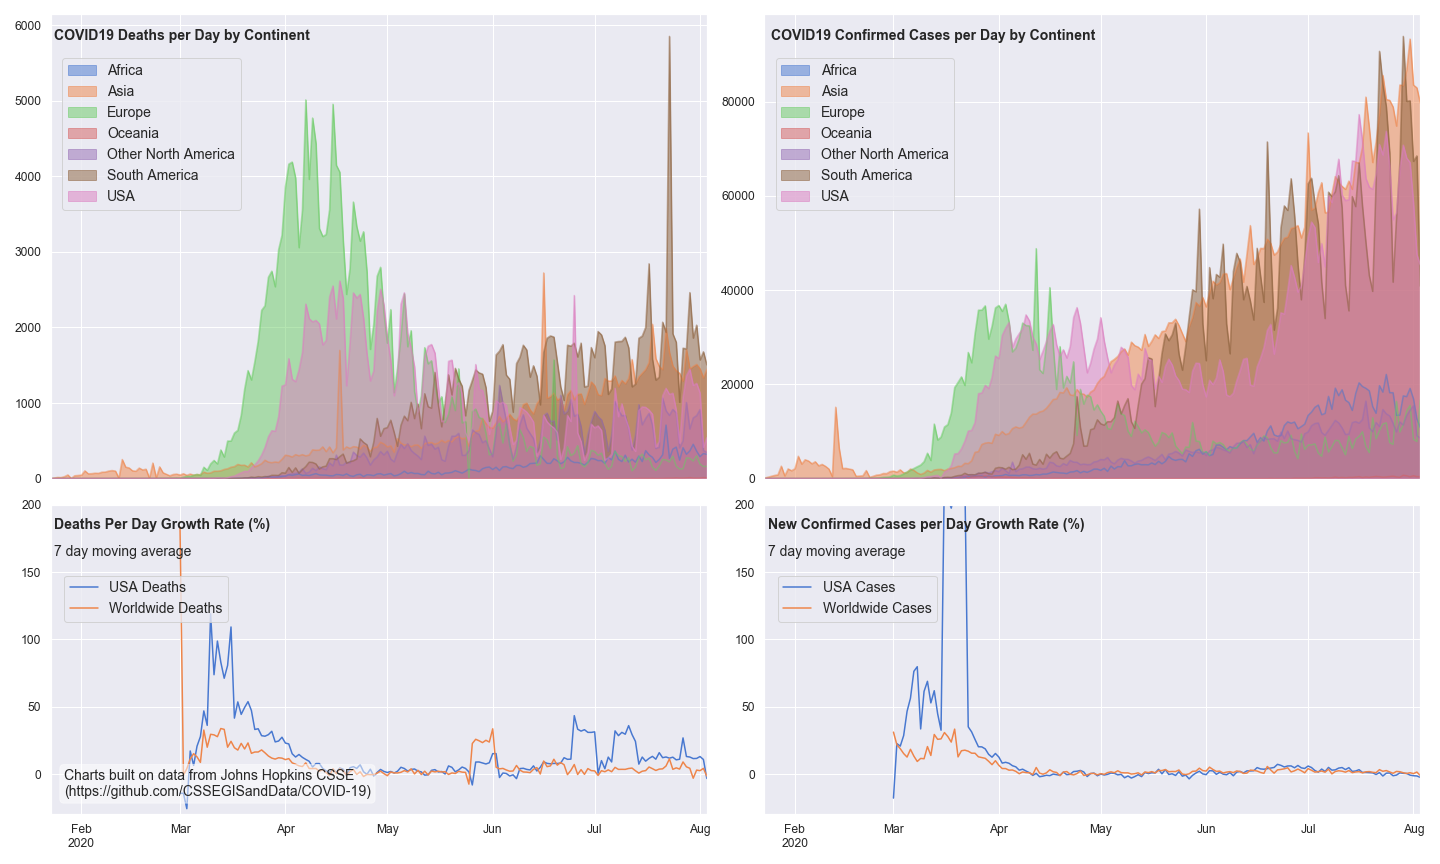 COVID19 Deaths per Day by Continent
6000
5000
4000
3000
2000
1000
0
Africa
Asia
Europe
Oceania
Other North America
South America
USA
COVID19 Confirmed Cases per Day by Continent
80000
60000
40000
20000
0
Africa
Asia
Europe
Oceania
Other North America
South America
USA
Deaths Per Day Growth Rate (%)
7 day moving average
200
150
100
50
0
USA Deaths
Worldwide Deaths
Charts built on data from Johns Hopkins CSSE
(https://github.com/CSSEGISandData/COVID-19)
Feb Mar Apr May Jun Jul Aug
2020
New Confirmed Cases per Day Growth Rate (%)
7 day moving average
200
150
100
50
0
USA Cases
Worldwide Cases
Feb Mar Apr May Jun Jul Aug
2020